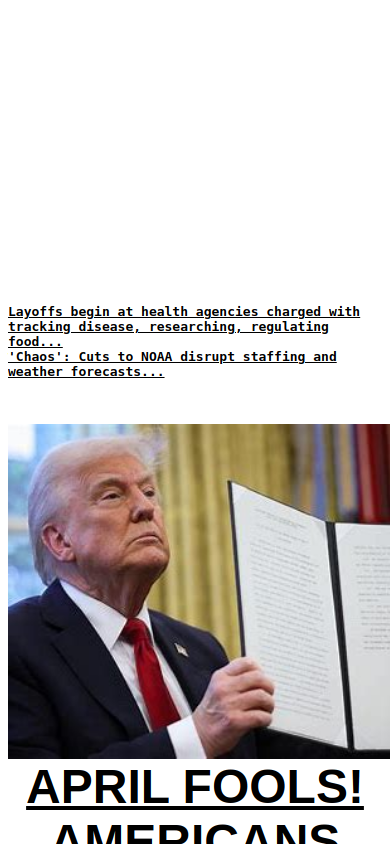 Layoffs begin at health agencies charged with
tracking disease, researching, regulating
food...
'Chaos': Cuts to NOAA disrupt staffing and
weather forecasts...
APRIL FOOLS!
AMERICANS